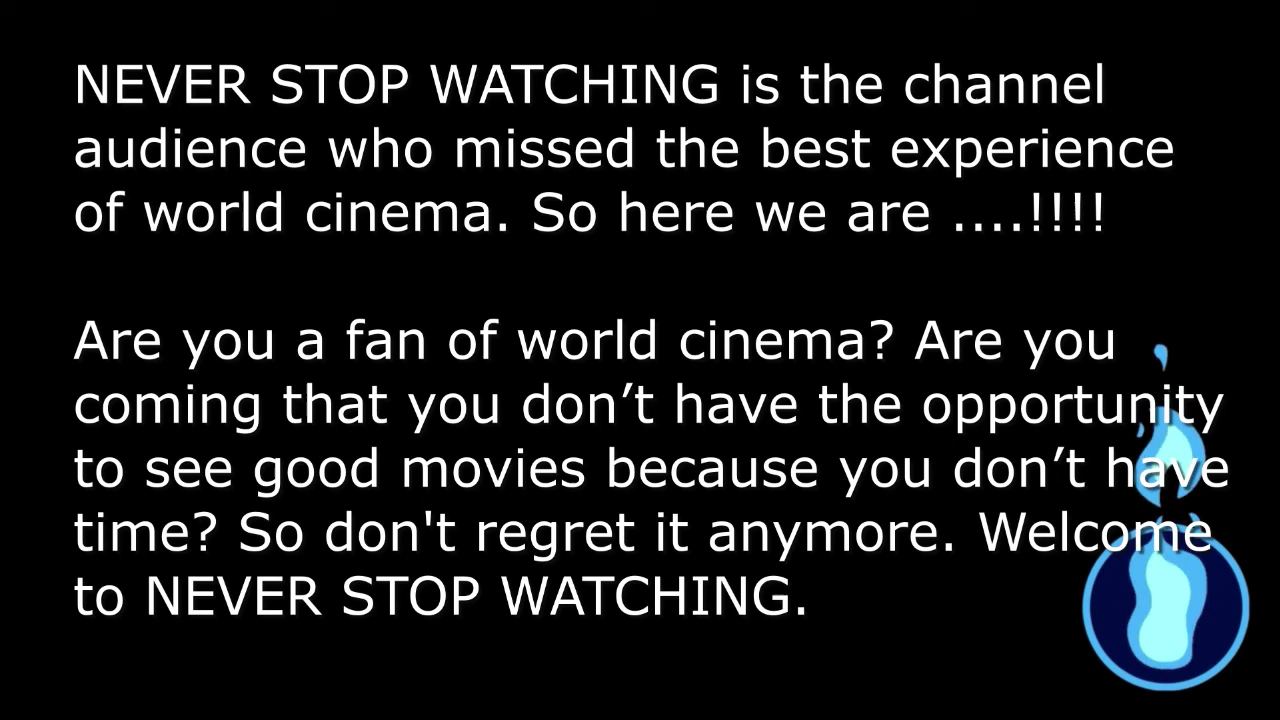 NEVER STOP WATCHING is the channel
audience who missed the best experience
of world cinema. So here we are ....!!!!
Are you a fan of world cinema? Are you
coming that you don’t have the opportunity
to see good movies because you don’t have
time? So don't regret it anymore. Welcome
to NEVER STOP WATCHING.